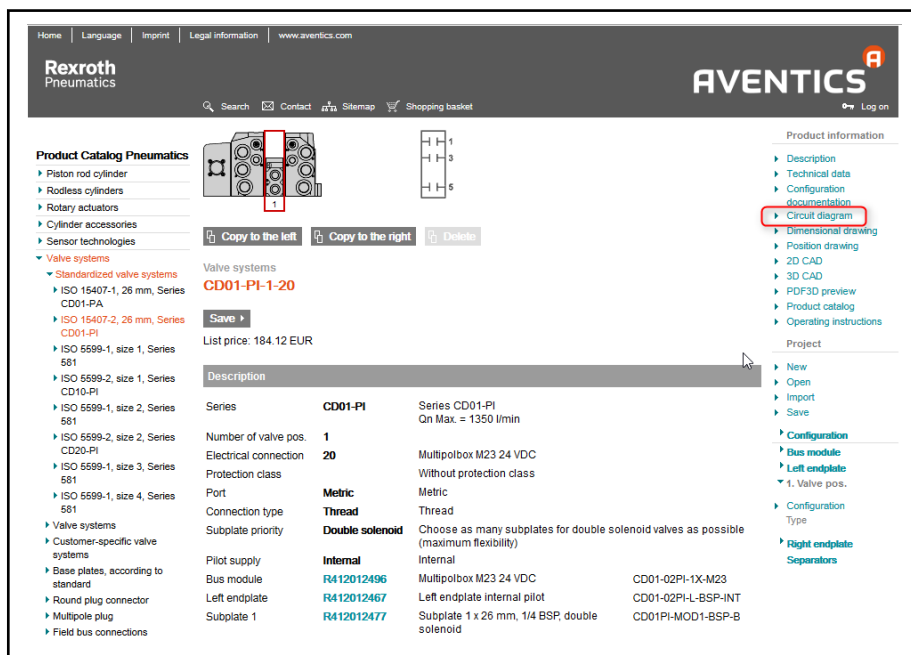 Home Language Imprint Legal information www.aventics.com
Rexroth
Pneumatics
AVENTICS
Search Contact Sitemap Shopping basket
Log on
Product Catalog Pneumatics
Piston rod cylinder
Rodless cylinders
Rotary actuators
Cylinder accessories
Sensor technologies
Valve systems
Standardized valve systems
ISO 15407-1, 26 mm, Series
CD01-PA
ISO 15407-2, 26 mm, Series
CD01-PI
ISO 5599-1, size 1, Series
581
ISO 5599-2, size 1, Series
CD10-PI
ISO 5599-1, size 2, Series
581
ISO 5599-2, size 2, Series
CD20-PI
ISO 5599-1, size 3, Series
581
ISO 5599-1, size 4, Series
581
Valve systems
Customer-specific valve
systems
Base plates, according to
standard
Round plug connector
Multipole plug
Field bus connections
1
1
3
5
Copy to the left Copy to the right Delete
Valve systems
CD01-PI-1-20
Save
List price: 184.12 EUR
Description
Series CD01-PI Series CD01-PI
Qn Max. = 1350 l/min
Number of valve pos. 1
Electrical connection 20 Multipolbox M23 24 VDC
Protection class Without protection class
Port Metric Metric
Connection type Thread Thread
Subplate priority Double solenoid Choose as many subplates for double solenoid valves as possible
(maximum flexibility)
Pilot supply Internal Internal
Bus module R412012496 Multipolbox M23 24 VDC CD01-02PI-1X-M23
Left endplate R412012467 Left endplate internal pilot CD01-02PI-L-BSP-INT
Subplate 1 R412012477 Subplate 1 x 26 mm, 1/4 BSP, double CD01PI-MOD1-BSP-B
solenoid
Product information
Description
Technical data
Configuration
documentation
Circuit diagram
Dimensional drawing
Position drawing
2D CAD
3D CAD
PDF3D preview
Product catalog
Operating instructions
Project
New
Open
Import
Save
Configuration
Bus module
Left endplate
1. Valve pos.
Configuration
Type
Right endplate
Separators